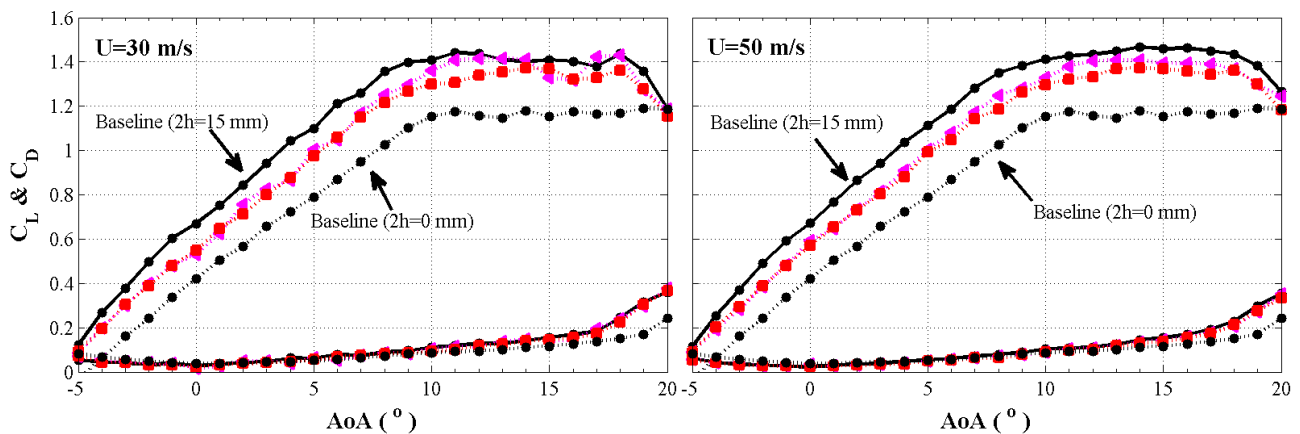 U=30 m/s
U=50 m/s
C_L & C_D
1.6
1.4
1.2
1
0.8
0.6
0.4
0.2
0
Baseline (2h=15 mm)
Baseline (2h=0 mm)
Baseline (2h=15 mm)
Baseline (2h=0 mm)
-5 0 5 10 15 20
-5 0 5 10 15 20
AoA ( ° )
AoA ( ° )